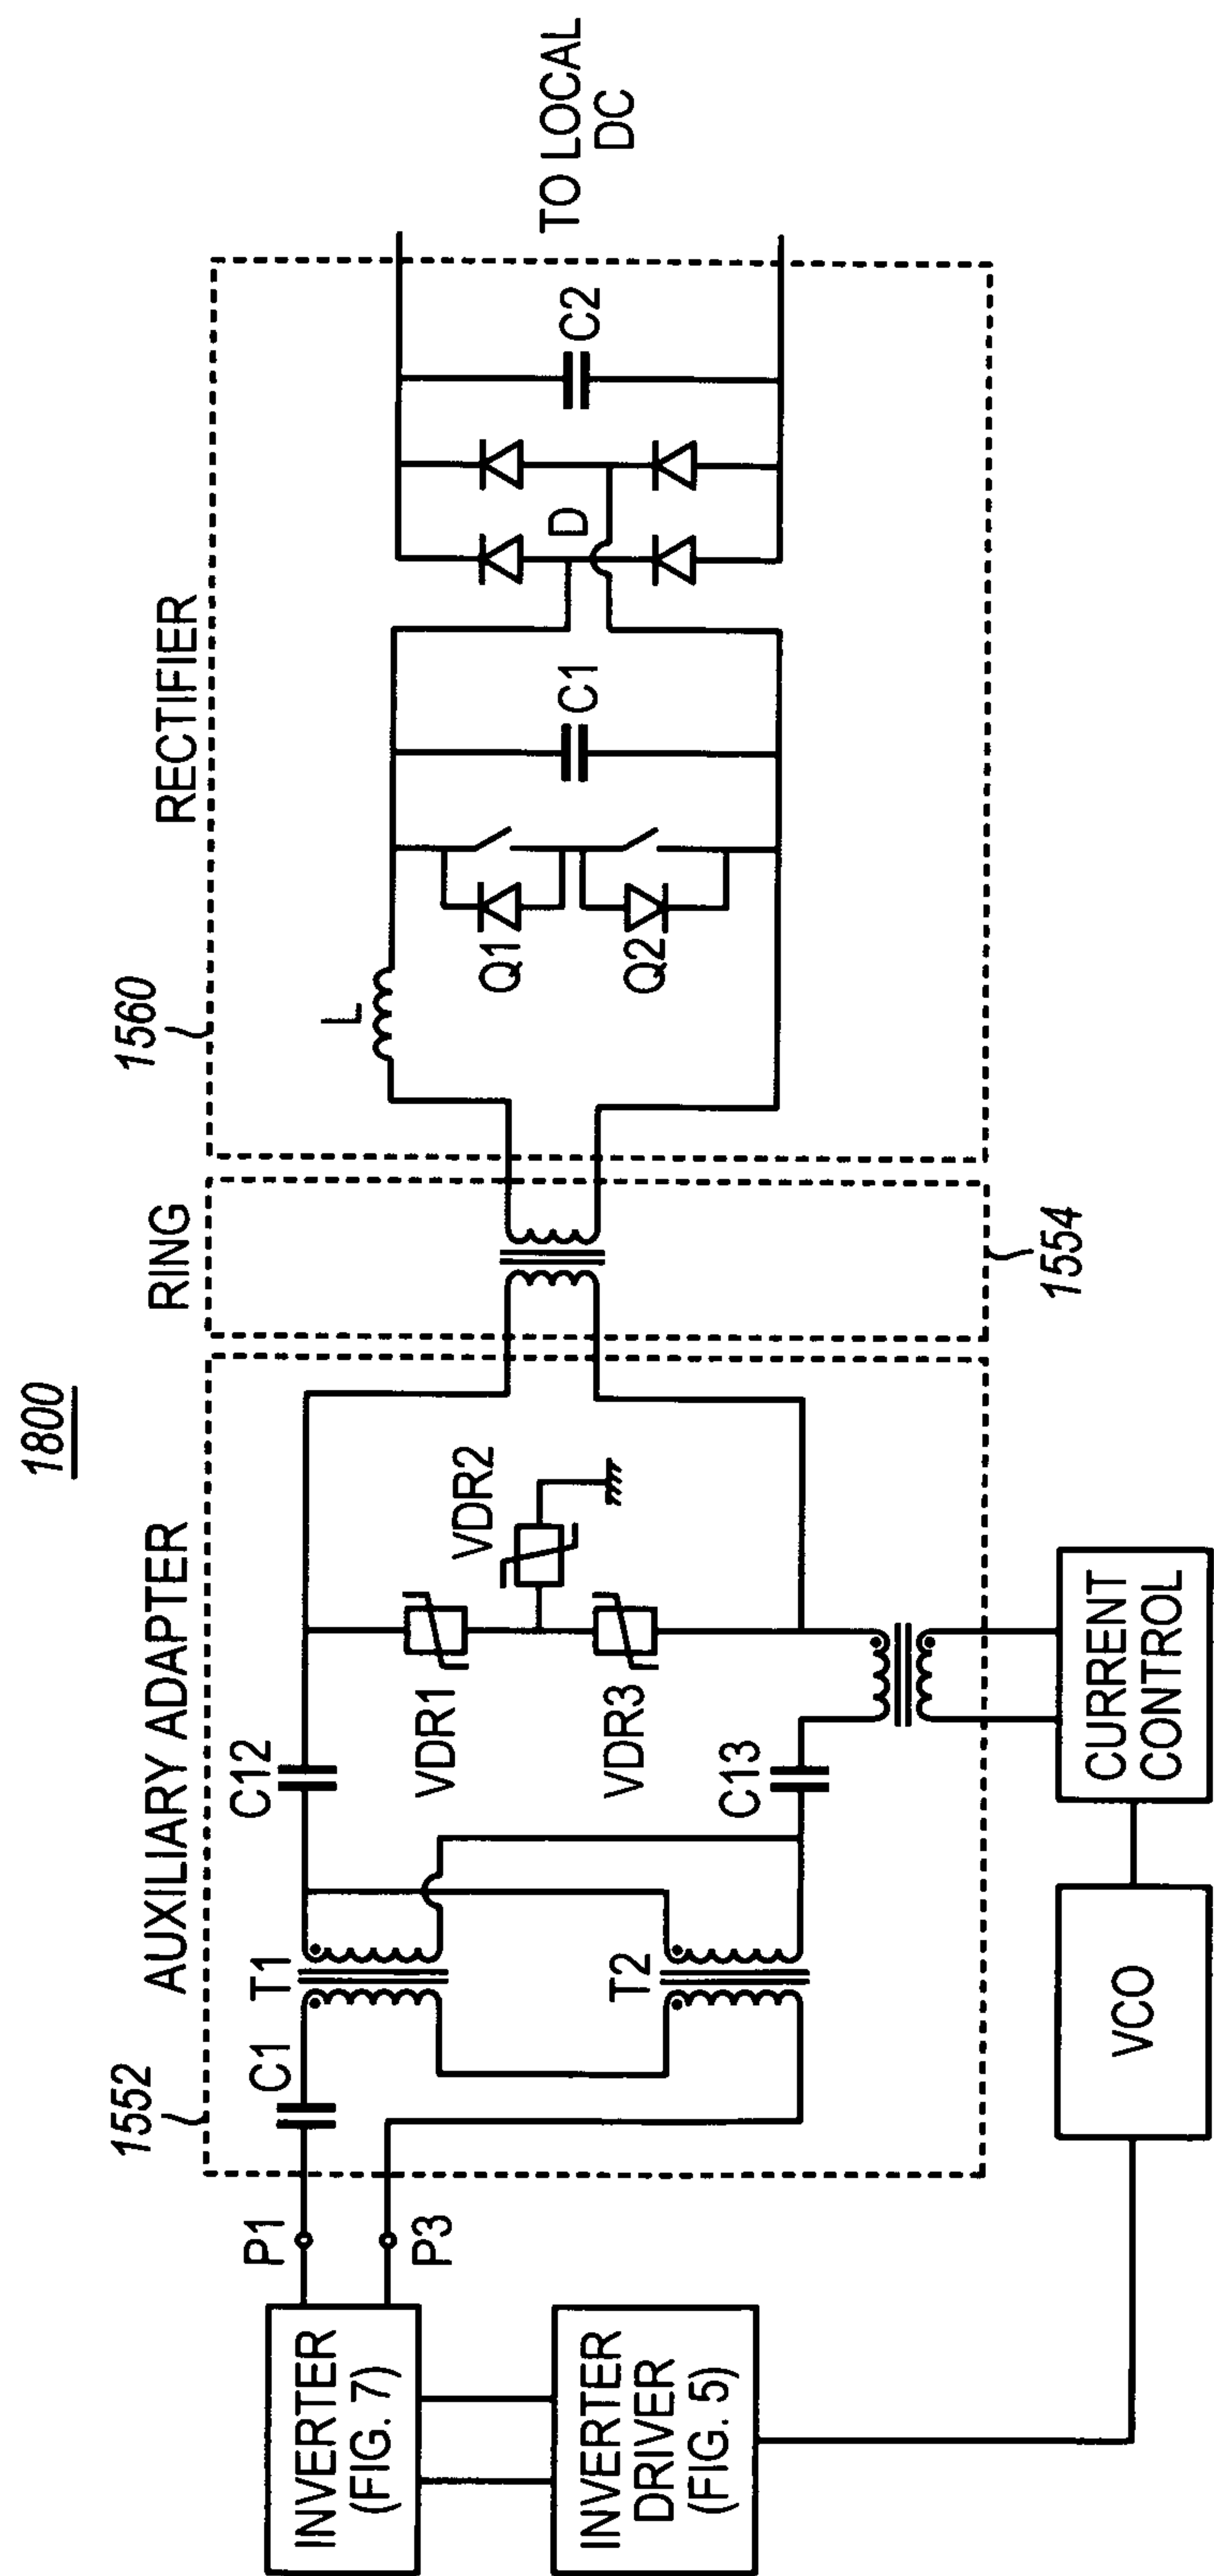 1800
1552
AUXILIARY ADAPTER
RING
1560
RECTIFIER
P1
P3
C1
T1
T2
C12
VDR1
VDR2
VDR3
C13
L
Q1
Q2
C1
D
C2
TO LOCAL
DC
1554
INVERTER
(FIG. 7)
INVERTER
DRIVER
(FIG. 5)
VCO
CURRENT
CONTROL